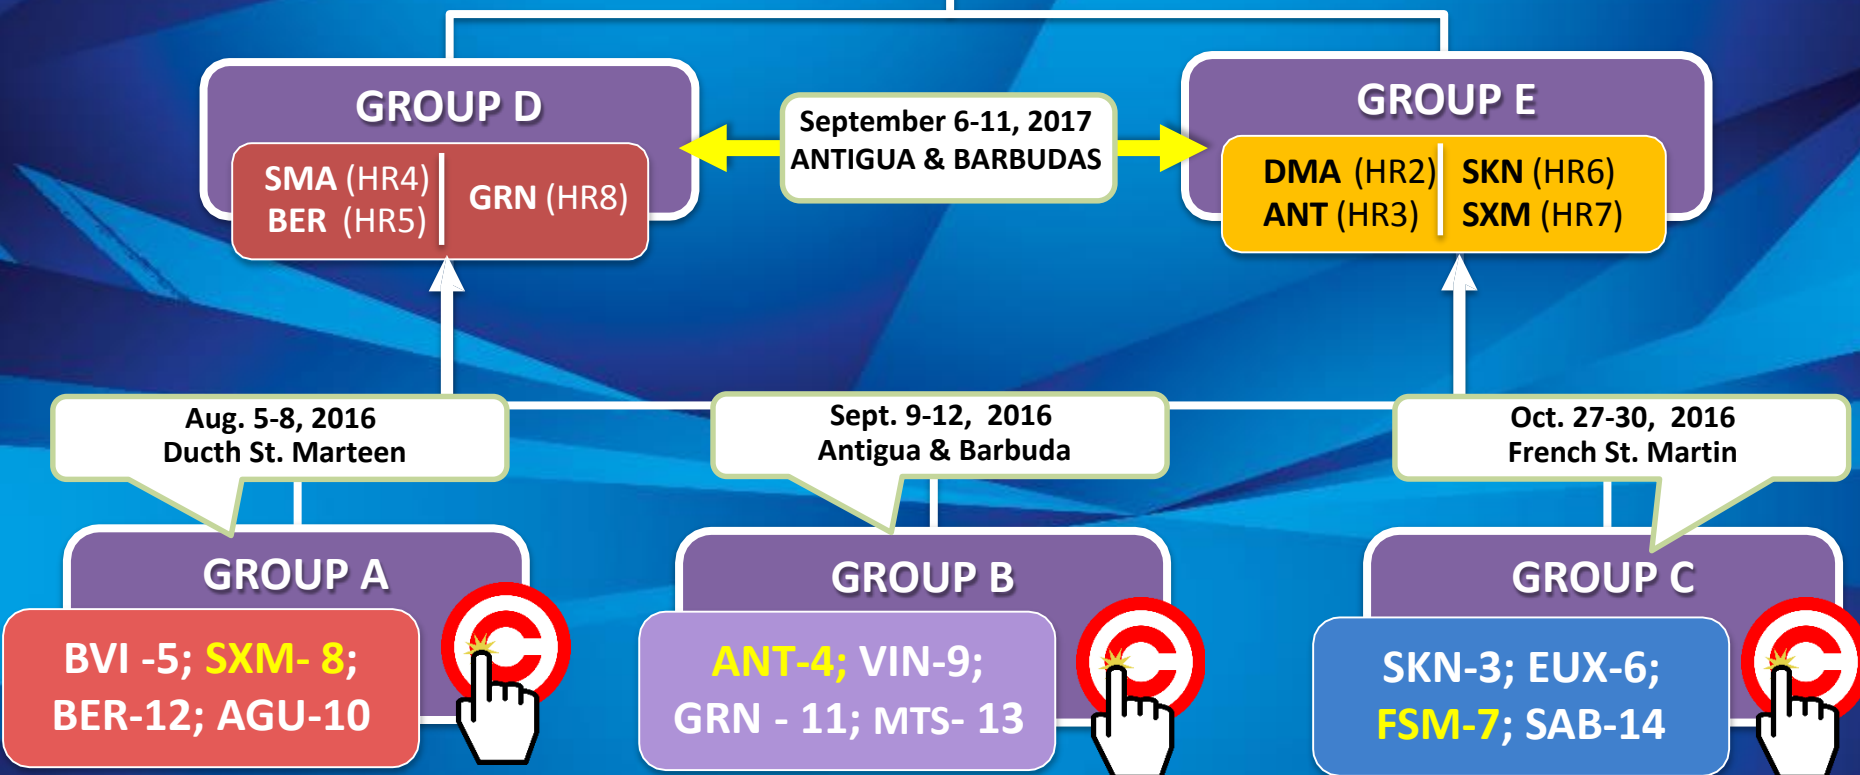 GROUP D
SMA (HR4)
BER (HR5)
GRN (HR8)
September 6-11, 2017
ANTIGUA & BARBUDAS
GROUP E
DMA (HR2)
ANT (HR3)
SKN (HR6)
SXM (HR7)
Aug. 5-8, 2016
Ducth St. Marteen
Sept. 9-12, 2016
Antigua & Barbuda
Oct. 27-30, 2016
French St. Martin
GROUP A
BVI -5; SXM- 8;
BER-12; AGU-10
GROUP B
ANT-4; VIN-9;
GRN - 11; MTS- 13
GROUP C
SKN-3; EUX-6;
FSM-7; SAB-14